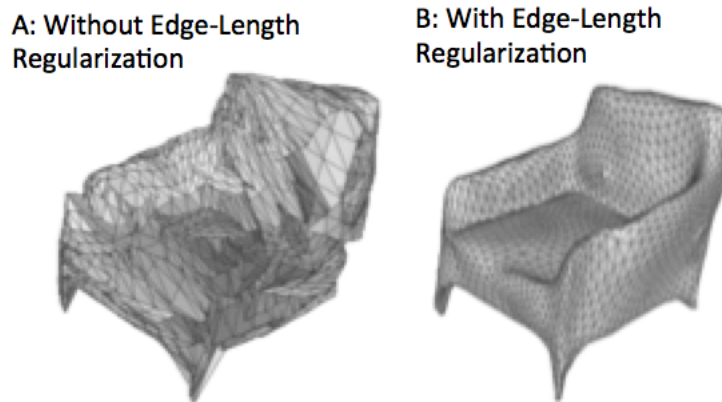 A: Without Edge-Length
Regularization
B: With Edge-Length
Regularization